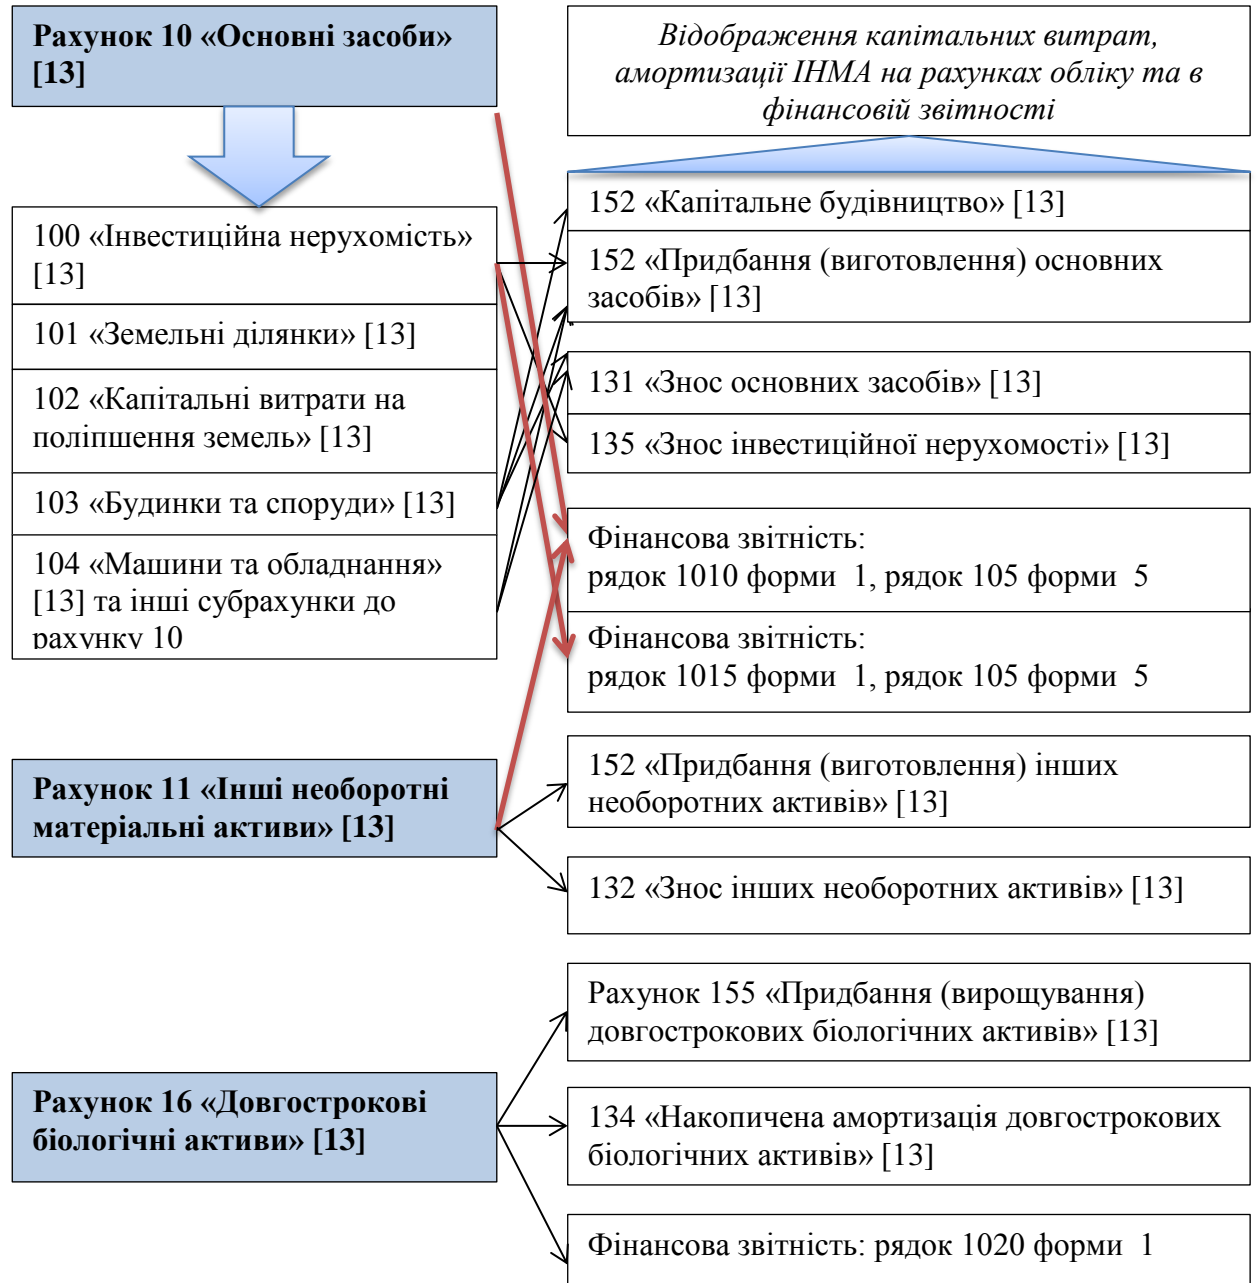 Рахунок 10 «Основні засоби»
[13]
Відображення капітальних витрат,
амортизації ІНМА на рахунках обліку та в
фінансовій звітності
100 «Інвестиційна нерухомість»
[13]
101 «Земельні ділянки» [13]
102 «Капітальні витрати на
поліпшення земель» [13]
103 «Будинки та споруди» [13]
104 «Машини та обладнання»
[13] та інші субрахунки до
рахунку 10
152 «Капітальне будівництво» [13]
152 «Придбання (виготовлення) основних
засобів» [13]
131 «Знос основних засобів» [13]
135 «Знос інвестиційної нерухомості» [13]
Фінансова звітність:
рядок 1010 форми 1, рядок 105 форми 5
Фінансова звітність:
рядок 1015 форми 1, рядок 105 форми 5
Рахунок 11 «Інші необоротні
матеріальні активи» [13]
152 «Придбання (виготовлення) інших
необоротних активів» [13]
132 «Знос інших необоротних активів» [13]
Рахунок 16 «Довгострокові
біологічні активи» [13]
Рахунок 155 «Придбання (вирощування)
довгострокових біологічних активів» [13]
134 «Накопичена амортизація довгострокових
біологічних активів» [13]
Фінансова звітність: рядок 1020 форми 1